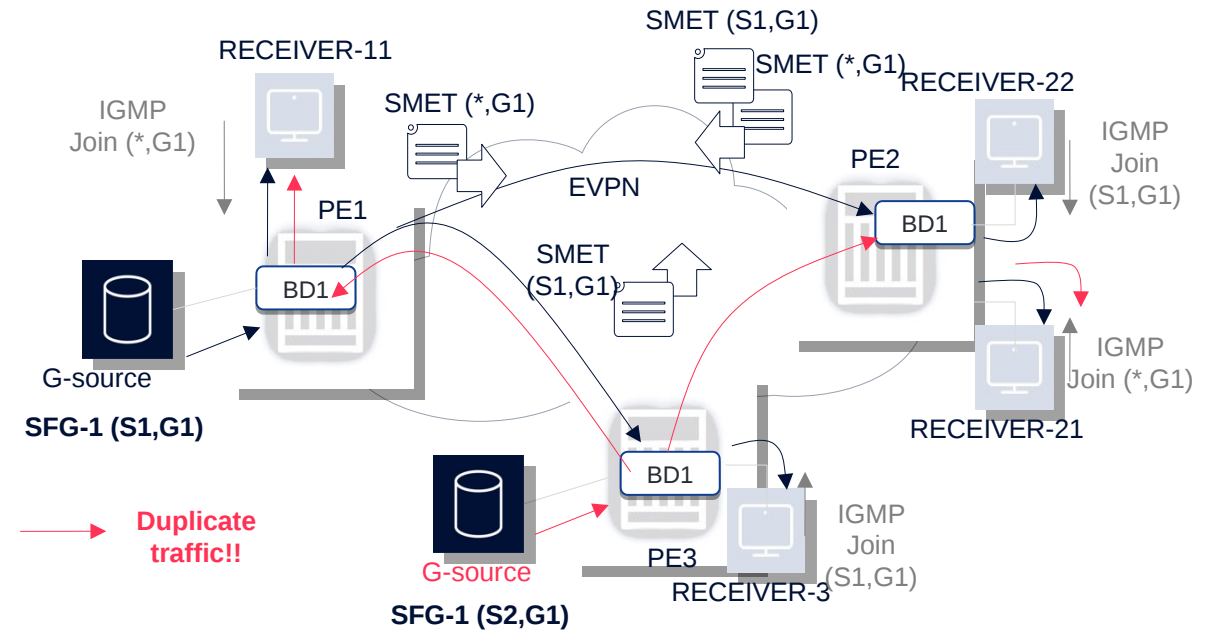 SMET (S1,G1)
RECEIVER-11
SMET (*,G1)
RECEIVER-22
IGMP
Join (*,G1)
SMET (*,G1)
IGMP
Join
(S1,G1)
PE2
EVPN
PE1
BD1
SMET
(S1,G1)
BD1
G-source
SFG-1 (S1,G1)
IGMP
Join (*,G1)
RECEIVER-21
BD1
Duplicate
traffic!!
IGMP
Join
(S1,G1)
PE3
G-source
RECEIVER-3
SFG-1 (S2,G1)